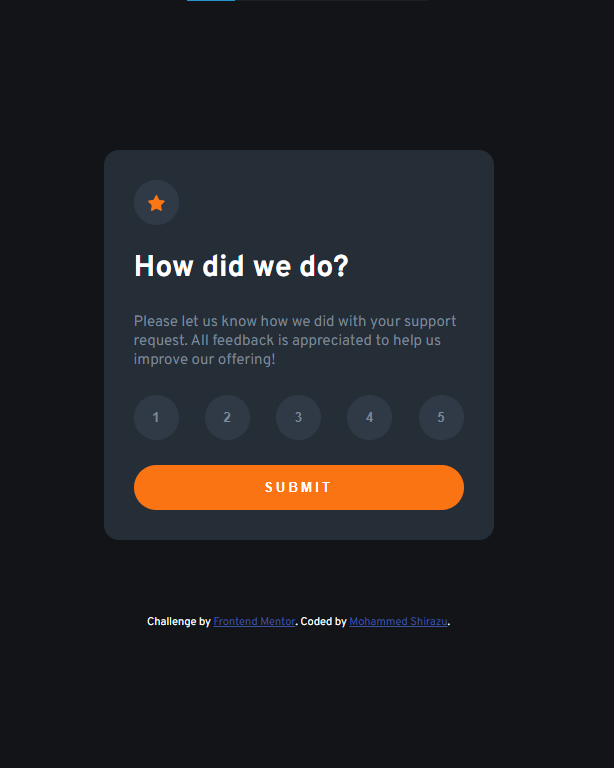 How did we do?
Please let us know how we did with your support
request. All feedback is appreciated to help us
improve our offering!
1 2 3 4 5
SUBMIT
Challenge by Frontend Mentor. Coded by Mohammed Shirazu.